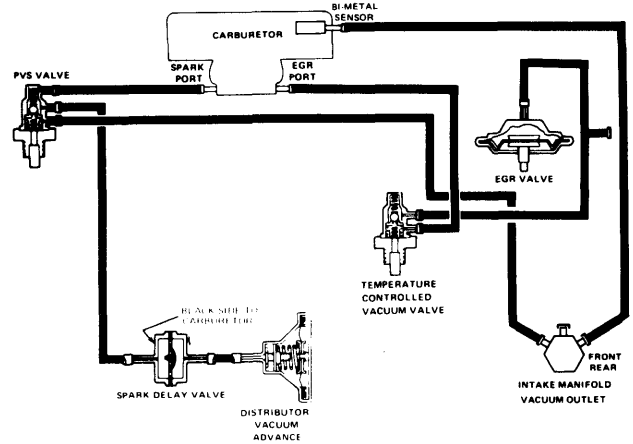 BI-METAL
SENSOR
CARBURETOR
SPARK
PORT
EGR
PORT
PVS VALVE
EGR VALVE
TEMPERATURE
CONTROLLED
VACUUM VALVE
BLACK SIDE TO
CARBURETOR
SPARK DELAY VALVE
DISTRIBUTOR
VACUUM
ADVANCE
FRONT
REAR
INTAKE MANIFOLD
VACUUM OUTLET